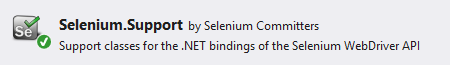 Se
Selenium.Support by Selenium Committers
Support classes for the .NET bindings of the Selenium WebDriver API